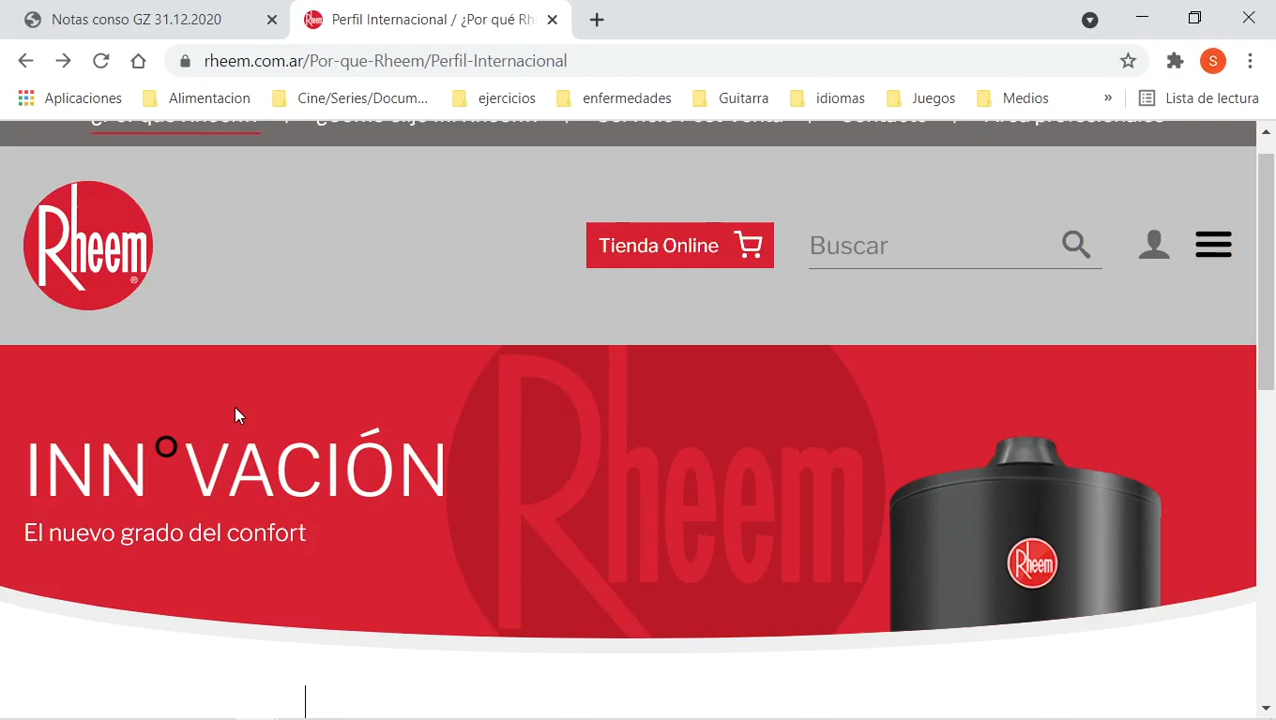 Notas conso GZ 31.12.2020
Perfil Internacional / ¿Por qué Rh
rheem.com.ar/Por-que-Rheem/Perfil-Internacional
S
Aplicaciones
Alimentacion
Cine/Series/Docum...
ejercicios
enfermedades
Guitarra
idiomas
Juegos
Medios
»
Lista de lectura
Rheem
Tienda Online
Buscar
INN°VACIÓN
El nuevo grado del confort
Rheem
Rheem